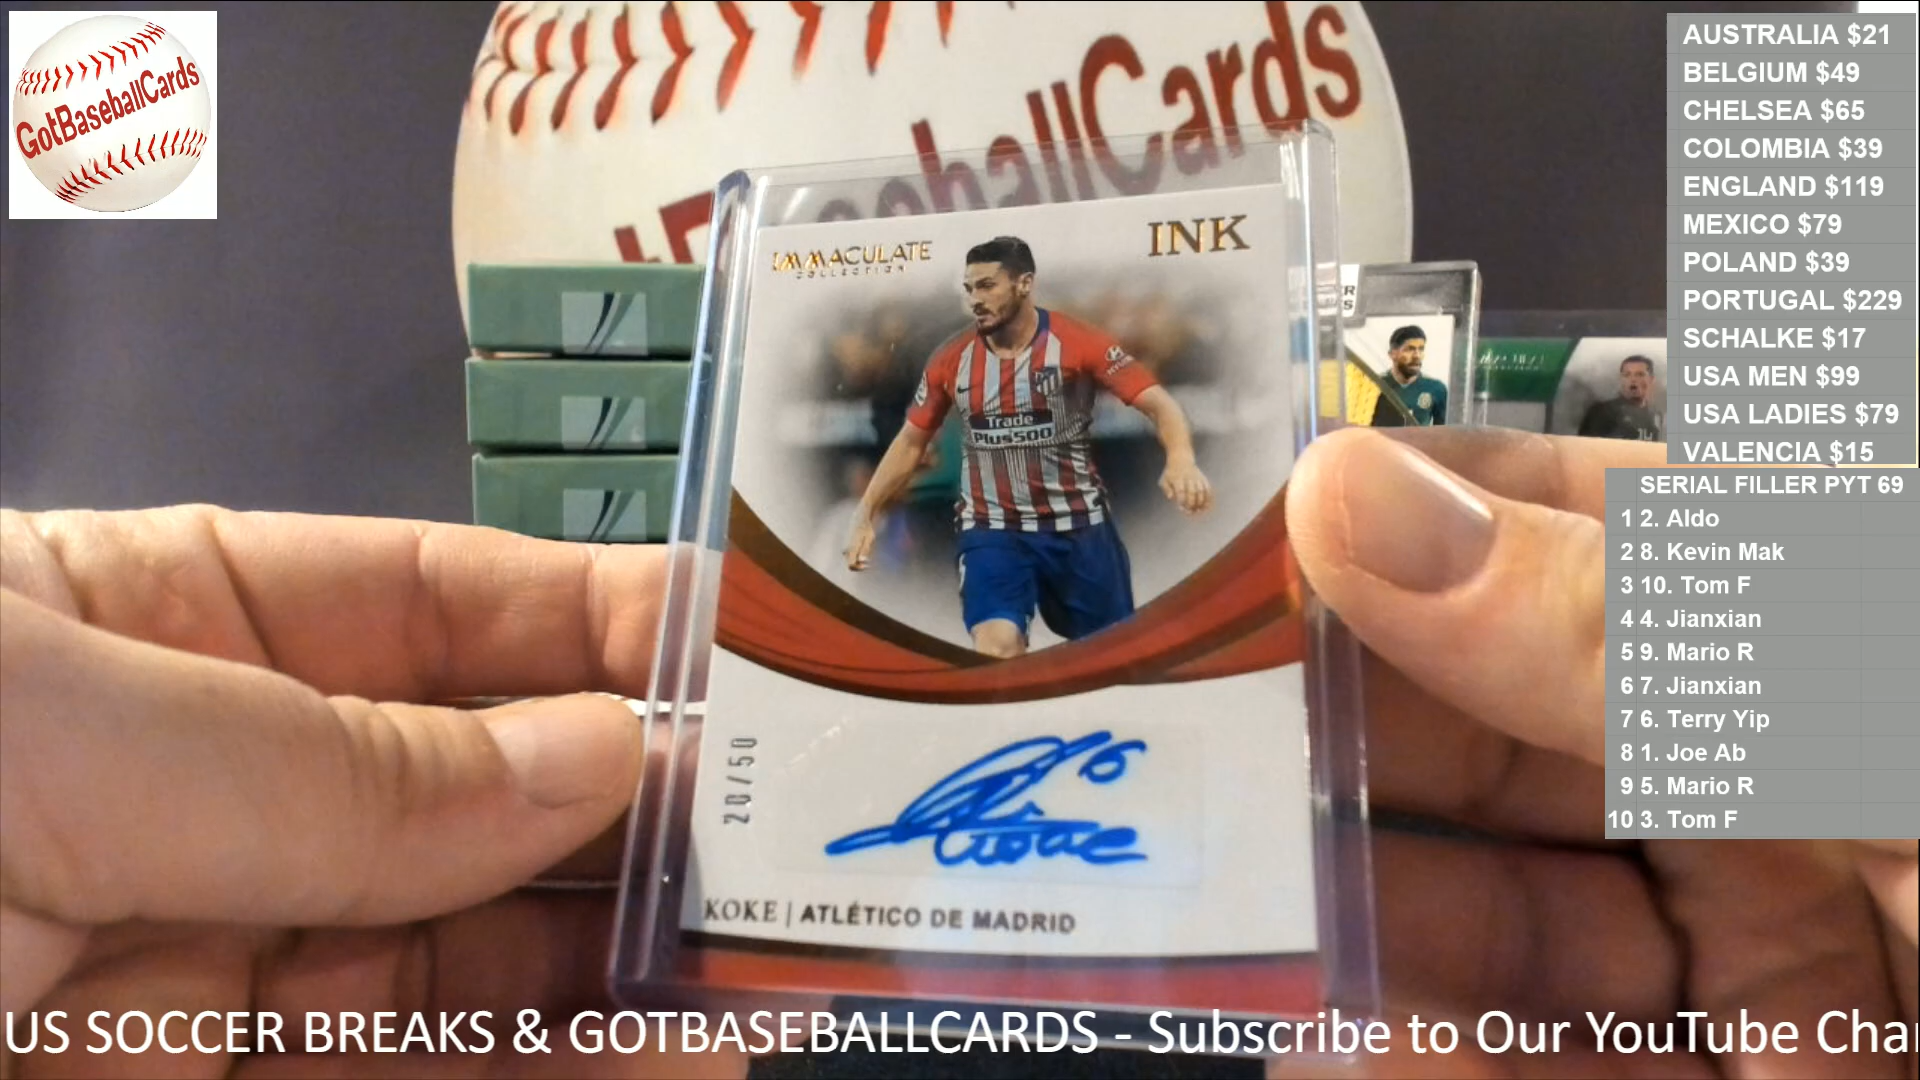 GotBaseballCards
BaseballCards
IMMACULATE
COLLECTION
INK
Trade
Plus500
20/50
KOKE | ATLÉTICO DE MADRID
AUSTRALIA $21
BELGIUM $49
CHELSEA $65
COLOMBIA $39
ENGLAND $119
MEXICO $79
POLAND $39
PORTUGAL $229
SCHALKE $17
USA MEN $99
USA LADIES $79
VALENCIA $15
SERIAL FILLER PYT 69
1 2. Aldo
2 8. Kevin Mak
3 10. Tom F
4 4. Jianxian
5 9. Mario R
6 7. Jianxian
7 6. Terry Yip
8 1. Joe Ab
9 5. Mario R
10 3. Tom F
US SOCCER BREAKS & GOTBASEBALLCARDS - Subscribe to Our YouTube Cha